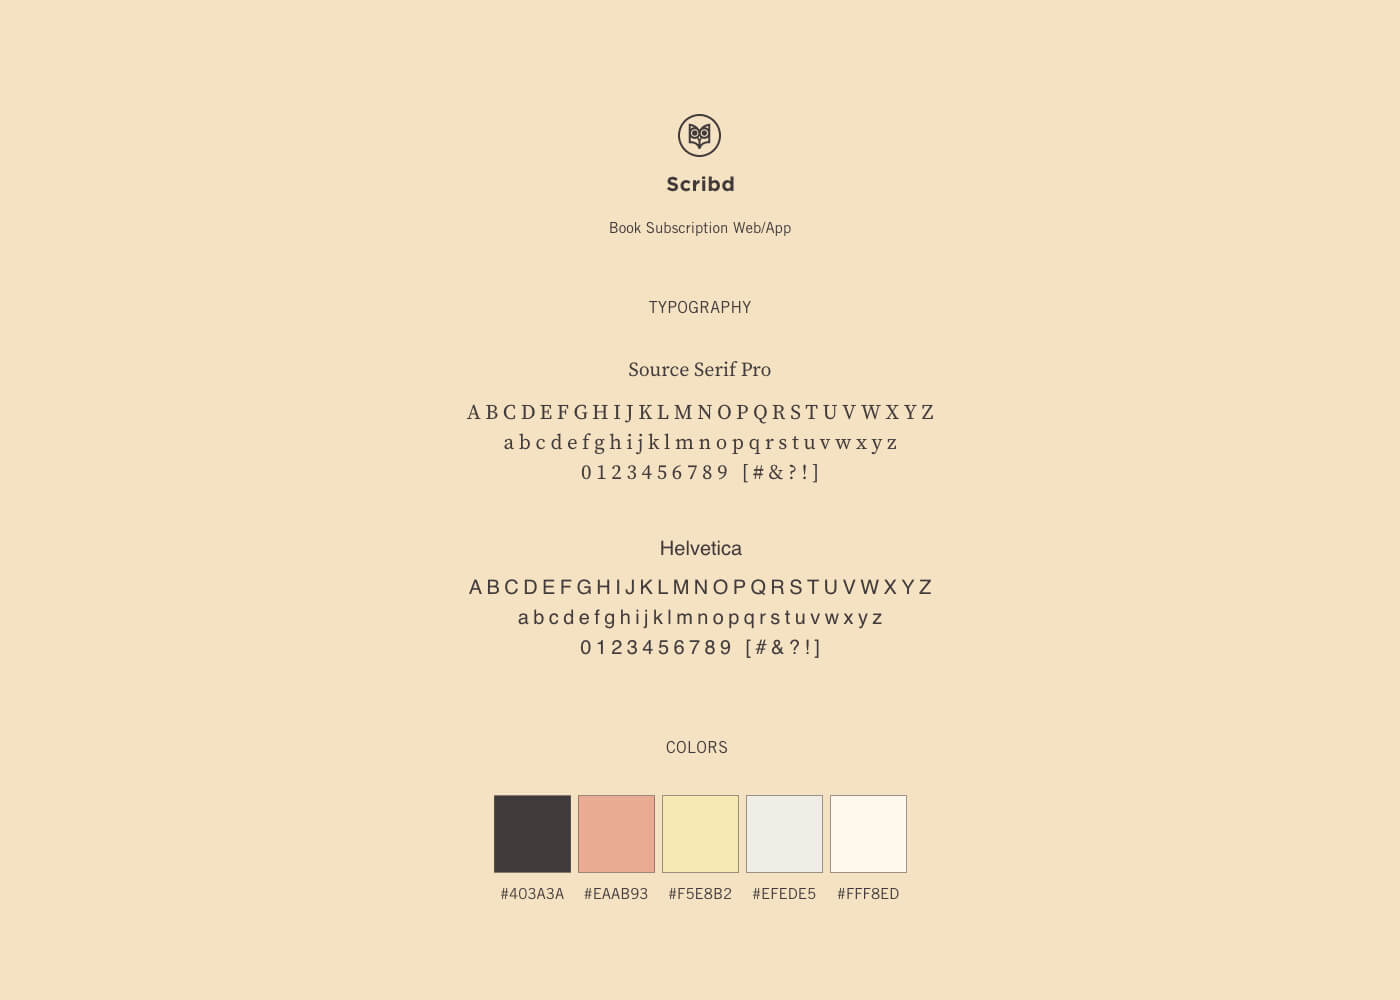 Scribd
Book Subscription Web/App
TYPOGRAPHY
Source Serif Pro
A B C D E F G H I J K L M N O P Q R S T U V W X Y Z
a b c d e f g h i j k l m n o p q r s t u v w x y z
0 1 2 3 4 5 6 7 8 9 [ # & ? ! ]
Helvetica
A B C D E F G H I J K L M N O P Q R S T U V W X Y Z
a b c d e f g h i j k l m n o p q r s t u v w x y z
0 1 2 3 4 5 6 7 8 9 [ # & ? ! ]
COLORS
#403A3A #EAAB93 #F5E8B2 #EFEDE5 #FFF8ED